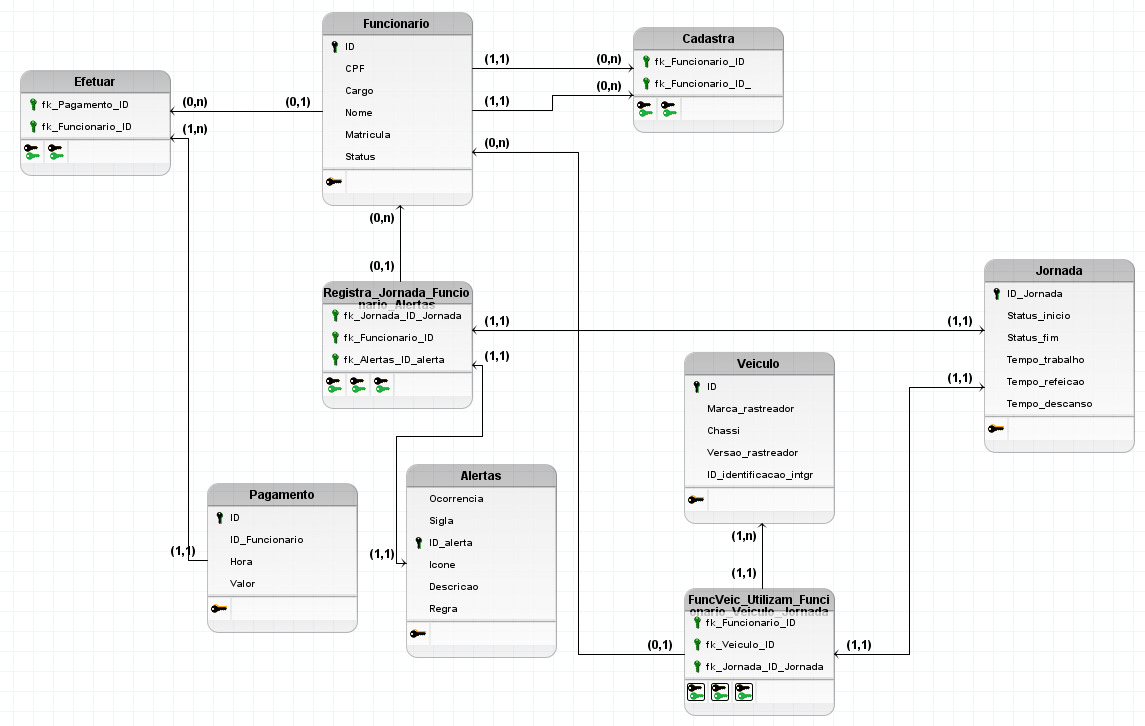 Funcionario
ID
CPF
Cargo
Nome
Matricula
Status
Cadastra
fk_Funcionario_ID
fk_Funcionario_ID_
Efetuar
fk_Pagamento_ID
fk_Funcionario_ID
(0,n)
(0,1)
(1,n)
(1,1)
(0,n)
(0,n)
(1,1)
(0,n)
(0,n)
(0,1)
Registra_Jornada_Funcio
nario_Alertas
fk_Jornada_ID_Jornada
fk_Funcionario_ID
fk_Alertas_ID_alerta
(1,1)
(1,1)
(1,1)
(1,1)
Jornada
ID_Jornada
Status_inicio
Status_fim
Tempo_trabalho
Tempo_refeicao
Tempo_descanso
Veiculo
ID
Marca_rastreador
Chassi
Versao_rastreador
ID_identificacao_intgr
Alertas
Ocorrencia
Sigla
ID_alerta
Icone
Descricao
Regra
Pagamento
ID
ID_Funcionario
Hora
Valor
(1,1)
(1,1)
(1,n)
(1,1)
FuncVeic_Utilizam_Funci
onario_Veiculo_Jornada
fk_Funcionario_ID
fk_Veiculo_ID
fk_Jornada_ID_Jornada
(0,1)
(1,1)